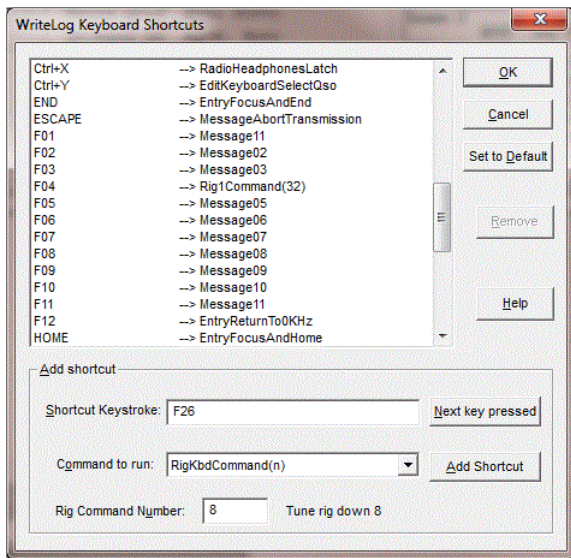 WriteLog Keyboard Shortcuts
Ctrl+X --> RadioHeadphonesLatch
Ctrl+Y --> EditKeyboardSelectQso
END --> EntryFocusAndEnd
ESCAPE --> MessageAbortTransmission
F01 --> Message11
F02 --> Message02
F03 --> Message03
F04 --> Rig1Command(32)
F05 --> Message05
F06 --> Message06
F07 --> Message07
F08 --> Message08
F09 --> Message09
F10 --> Message10
F11 --> Message11
F12 --> EntryReturnTo0KHz
HOME --> EntryFocusAndHome
OK
Cancel
Set to Default
Remove
Help
Add shortcut
Shortcut Keystroke: F26 Next key pressed
Command to run: RigKbdCommand(n) Add Shortcut
Rig Command Number: 8 Tune rig down 8